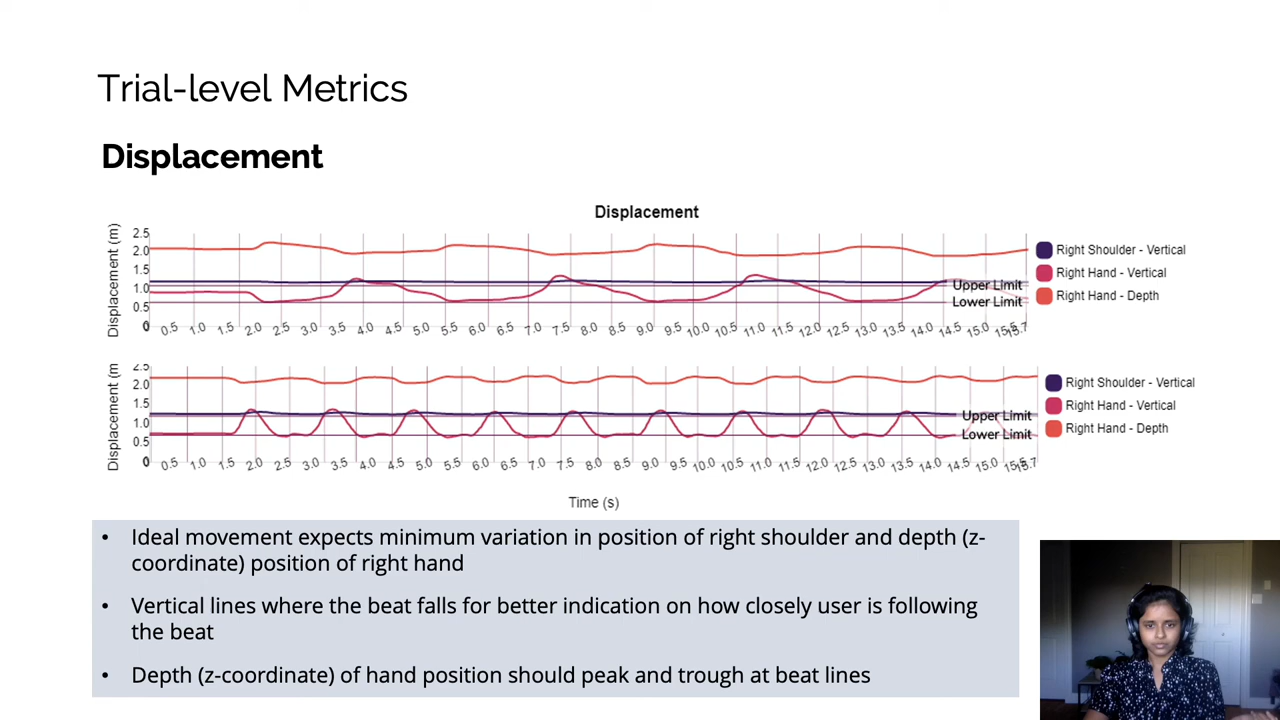 Trial-level Metrics
Displacement
Displacement
Displacement (m)
2.5
2.0
1.5
1.0
0.5
0
0.5 1.0 1.5 2.0 2.5 3.0 3.5 4.0 4.5 5.0 5.5 6.0 6.5 7.0 7.5 8.0 8.5 9.0 9.5 10.0 10.5 11.0 11.5 12.0 12.5 13.0 13.5 14.0 14.5 15.0 15.7
Upper Limit
Lower Limit
Right Shoulder - Vertical
Right Hand - Vertical
Right Hand - Depth
Displacement (m
2.5
2.0
1.5
1.0
0.5
0
0.5 1.0 1.5 2.0 2.5 3.0 3.5 4.0 4.5 5.0 5.5 6.0 6.5 7.0 7.5 8.0 8.5 9.0 9.5 10.0 10.5 11.0 11.5 12.0 12.5 13.0 13.5 14.0 14.5 15.0 15.7
Upper Limit
Lower Limit
Right Shoulder - Vertical
Right Hand - Vertical
Right Hand - Depth
Time (s)
• Ideal movement expects minimum variation in position of right shoulder and depth (z-
coordinate) position of right hand
• Vertical lines where the beat falls for better indication on how closely user is following
the beat
• Depth (z-coordinate) of hand position should peak and trough at beat lines